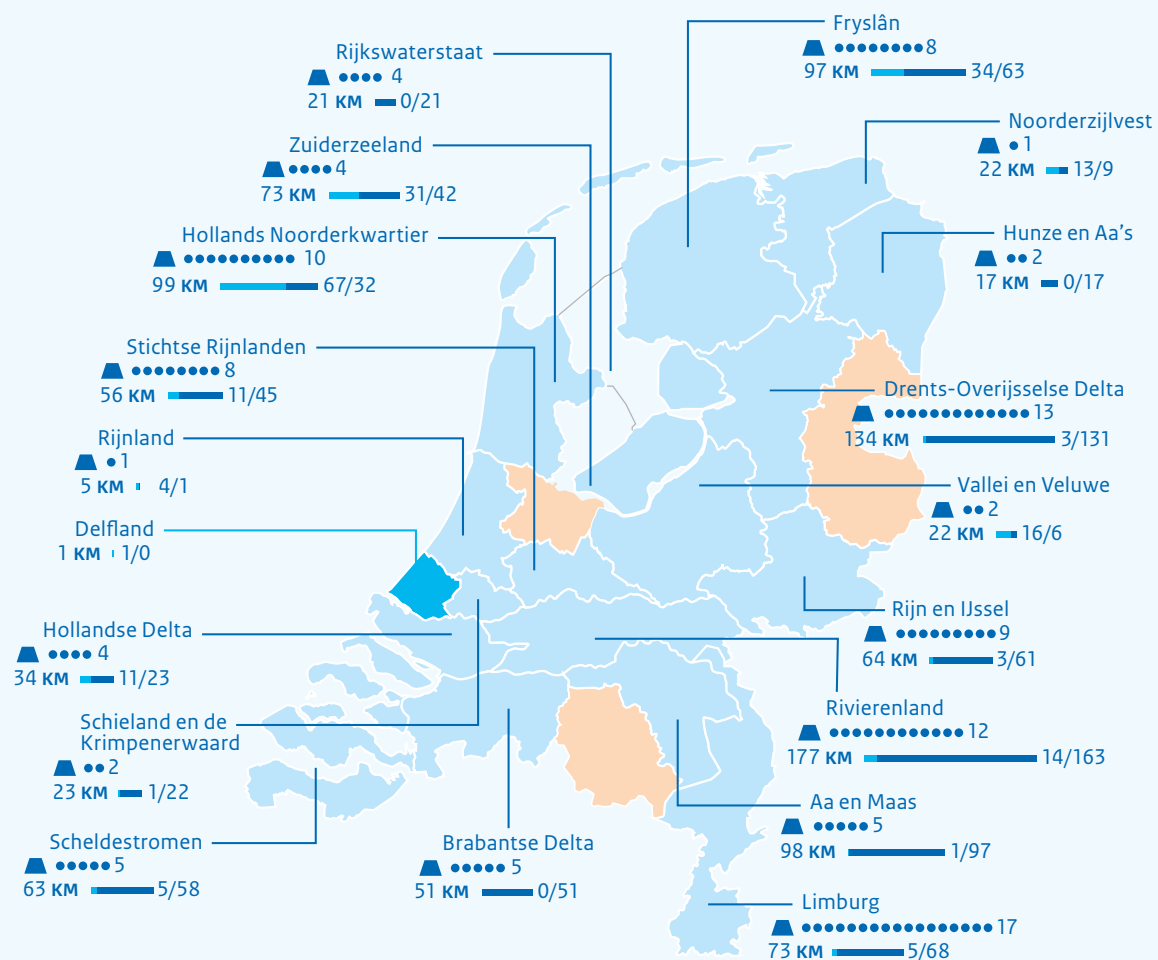 Fryslân
8
97 KM 34/63
Rijkswaterstaat
4
21 KM 0/21
Noorderzijlvest
1
22 KM 13/9
Zuiderzeeland
4
73 KM 31/42
Hollands Noorderkwartier
10
99 KM 67/32
Hunze en Aa's
2
17 KM 0/17
Stichtse Rijnlanden
8
56 KM 11/45
Drents-Overijsselse Delta
13
134 KM 3/131
Rijnland
1
5 KM 4/1
Vallei en Veluwe
2
22 KM 16/6
Delfland
1 KM 1/0
Rijn en IJssel
9
64 KM 3/61
Hollandse Delta
4
34 KM 11/23
Rivierenland
12
177 KM 14/163
Schieland en de
Krimpenerwaard
2
23 KM 1/22
Aa en Maas
5
98 KM 1/97
Scheldestromen
5
63 KM 5/58
Brabantse Delta
5
51 KM 0/51
Limburg
17
73 KM 5/68